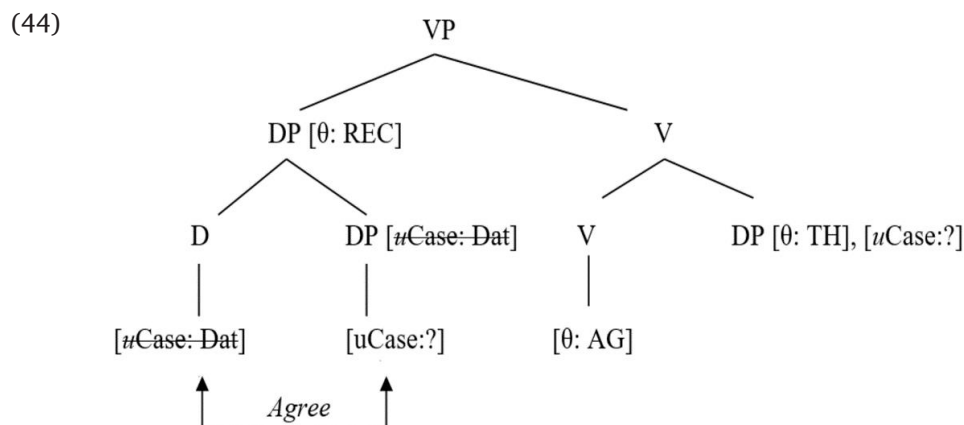 (44)
VP
DP [θ: REC] V
D DP [uCase: Dat] V DP [θ: TH], [uCase:?]
[uCase: Dat] [uCase:?] [θ: AG]
Agree